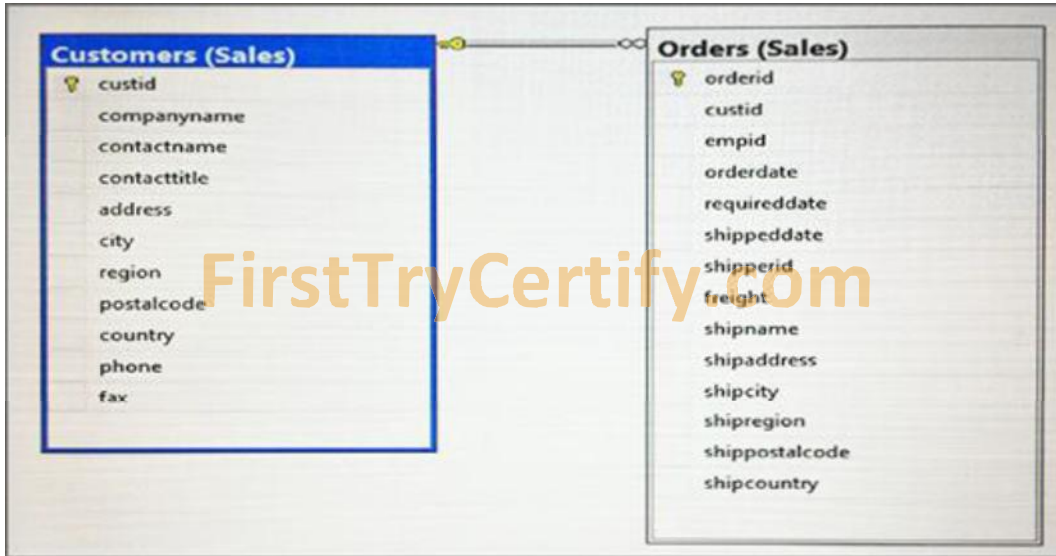 Customers (Sales)
custid
companyname
contactname
contacttitle
address
city
region
postalcode
country
phone
fax
Orders (Sales)
orderid
custid
empid
orderdate
requireddate
shippeddate
shipperid
freight
shipname
shipaddress
shipcity
shipregion
shippostalcode
shipcountry
FirstTryCertify.com